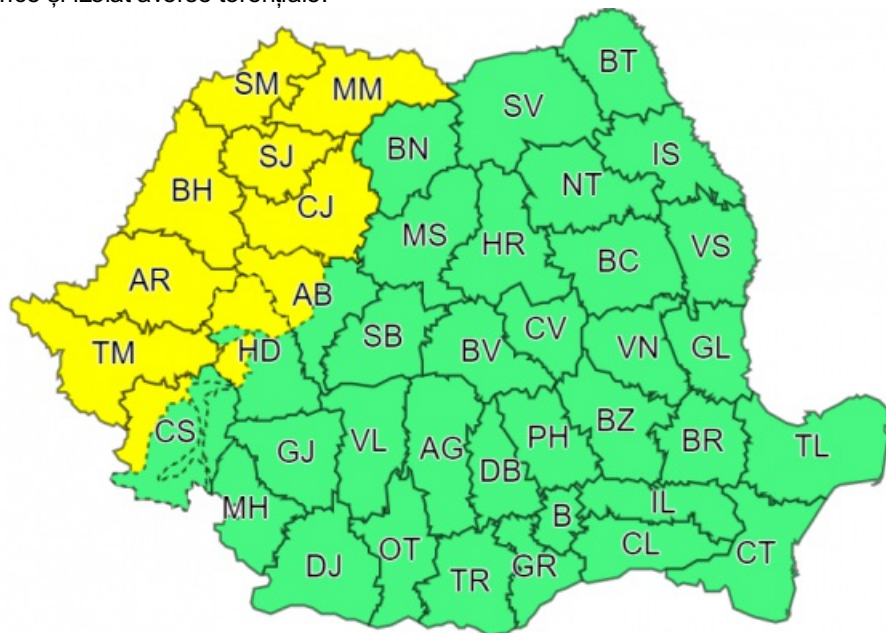 și izolat averse torențiale.
BT
SM
MM
SV
BN
SJ
IS
BH
NT
CJ
MS
HR
VS
BC
AR
AB
CV
SB
TM
HD
BV
VN
GL
CS
BZ
GJ
VL
AG
PH
BR
TL
DB
MH
IL
B
CL
CT
DJ
OT
TR
GR